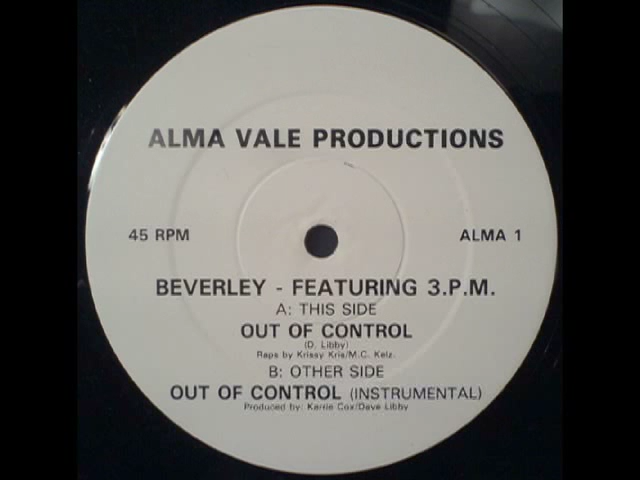 ALMA VALE PRODUCTIONS
45 RPM ALMA 1
BEVERLEY - FEATURING 3.P.M.
A: THIS SIDE
OUT OF CONTROL
(D. Libby)
Raps by Krissy Kris/M.C. Kelz.
B: OTHER SIDE
OUT OF CONTROL (INSTRUMENTAL)
Produced by: Karrie Cox/Dave Libby